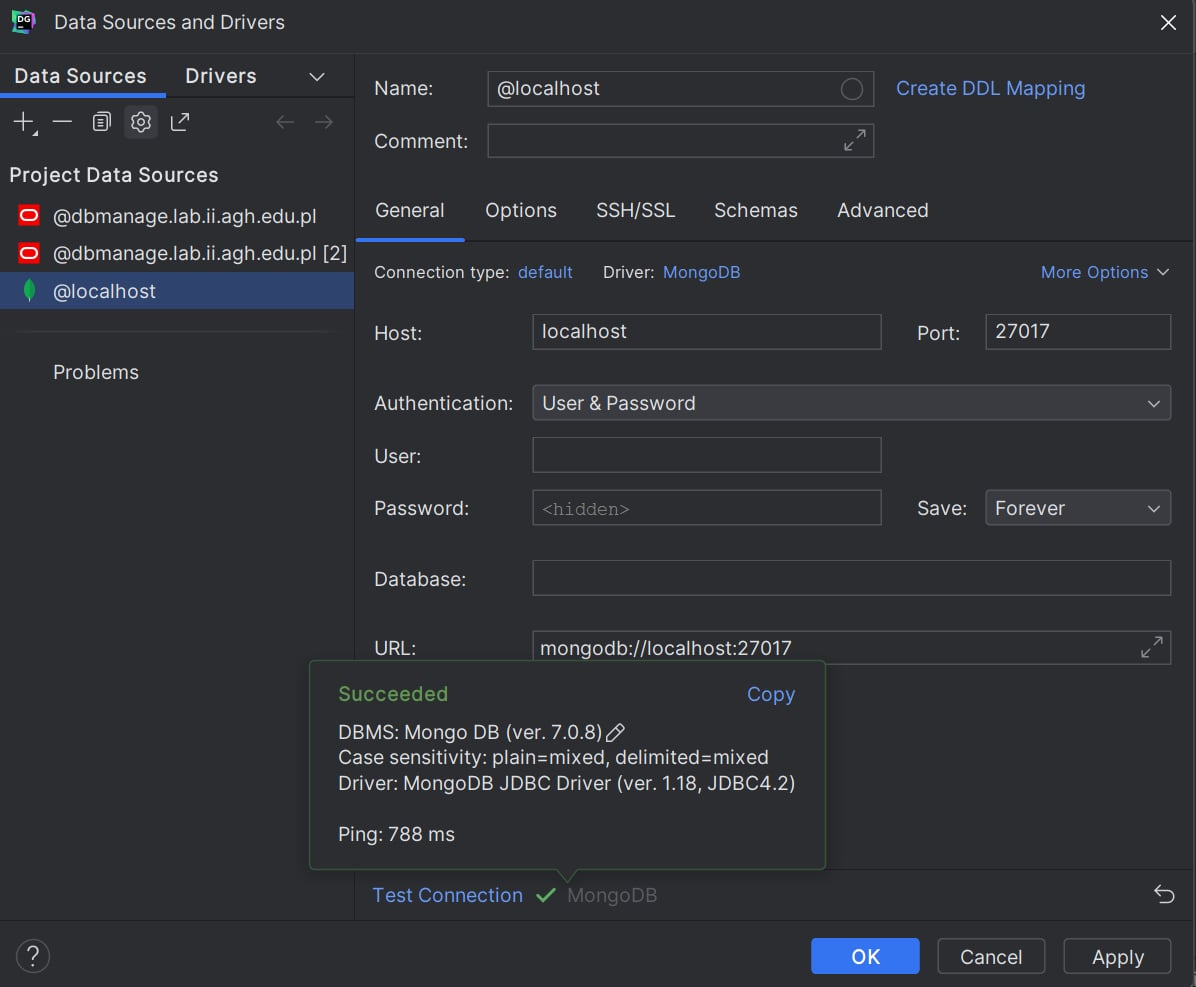 DG Data Sources and Drivers
Data Sources Drivers
Name: @localhost Create DDL Mapping
Comment:
Project Data Sources
@dbmanage.lab.ii.agh.edu.pl
@dbmanage.lab.ii.agh.edu.pl [2]
@localhost
Problems
General Options SSH/SSL Schemas Advanced
Connection type: default Driver: MongoDB More Options
Host: localhost Port: 27017
Authentication: User & Password
User:
Password: <hidden> Save: Forever
Database:
URL: mongodb://localhost:27017
Succeeded Copy
DBMS: Mongo DB (ver. 7.0.8)
Case sensitivity: plain=mixed, delimited=mixed
Driver: MongoDB JDBC Driver (ver. 1.18, JDBC4.2)
Ping: 788 ms
Test Connection MongoDB
? OK Cancel Apply